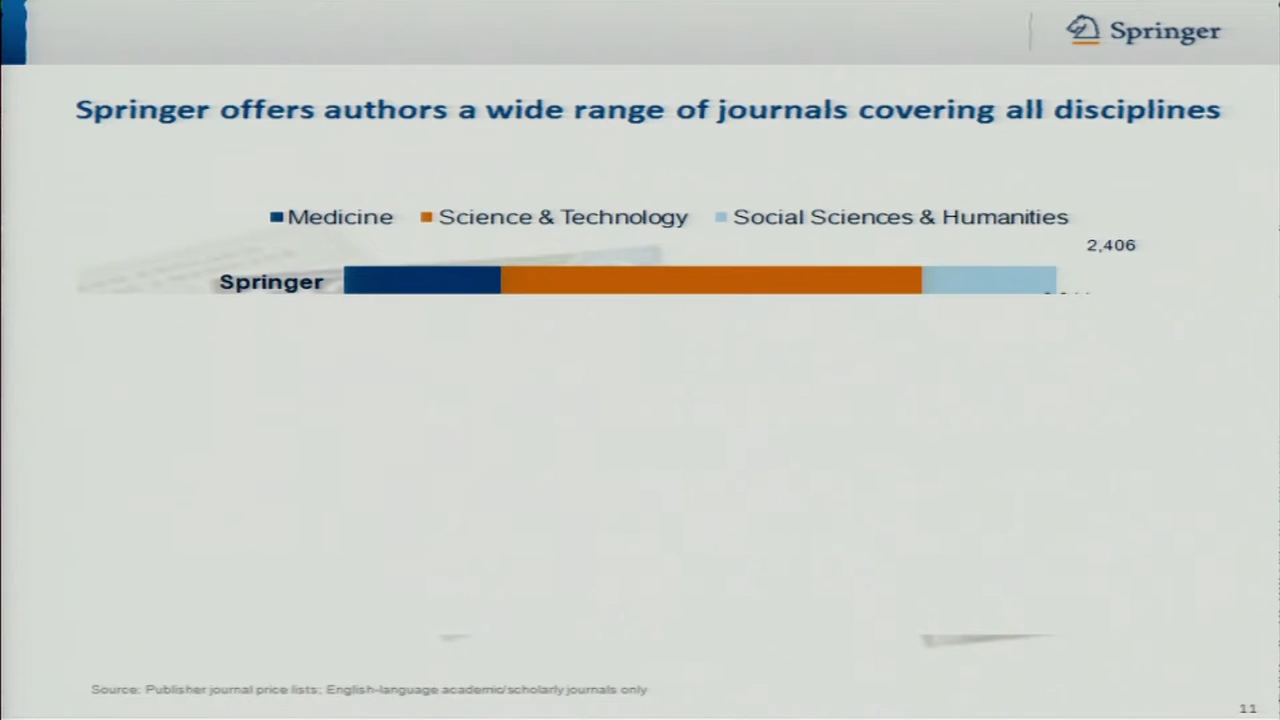 Springer
Springer offers authors a wide range of journals covering all disciplines
Medicine Science & Technology Social Sciences & Humanities
2,406
Springer
Source: Publisher journal price lists; English-language academic/scholarly journals only
11